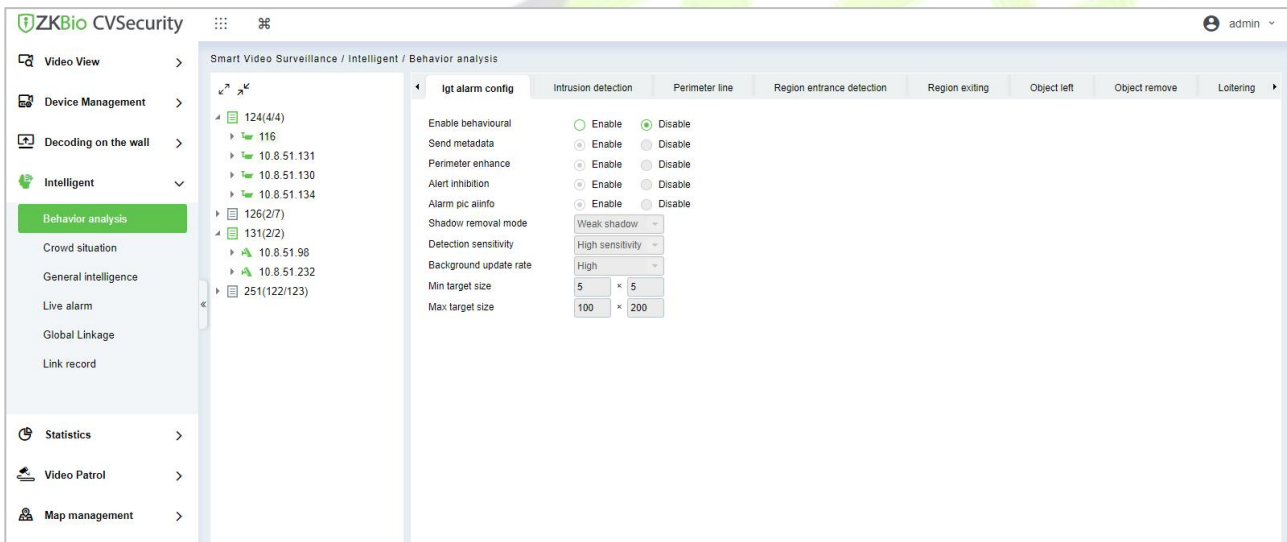 ZKBio CVSecurity
admin
Video View
Device Management
Decoding on the wall
Intelligent
Behavior analysis
Crowd situation
General intelligence
Live alarm
Global Linkage
Link record
Statistics
Video Patrol
Map management
Smart Video Surveillance / Intelligent / Behavior analysis
124(4/4)
116
10.8.51.131
10.8.51.130
10.8.51.134
126(2/7)
131(2/2)
10.8.51.98
10.8.51.232
251(122/123)
Igt alarm config Intrusion detection Perimeter line Region entrance detection Region exiting Object left Object remove Loitering
Enable behavioural Enable Disable
Send metadata Enable Disable
Perimeter enhance Enable Disable
Alert inhibition Enable Disable
Alarm pic aiinfo Enable Disable
Shadow removal mode Weak shadow
Detection sensitivity High sensitivity
Background update rate High
Min target size 5 × 5
Max target size 100 × 200